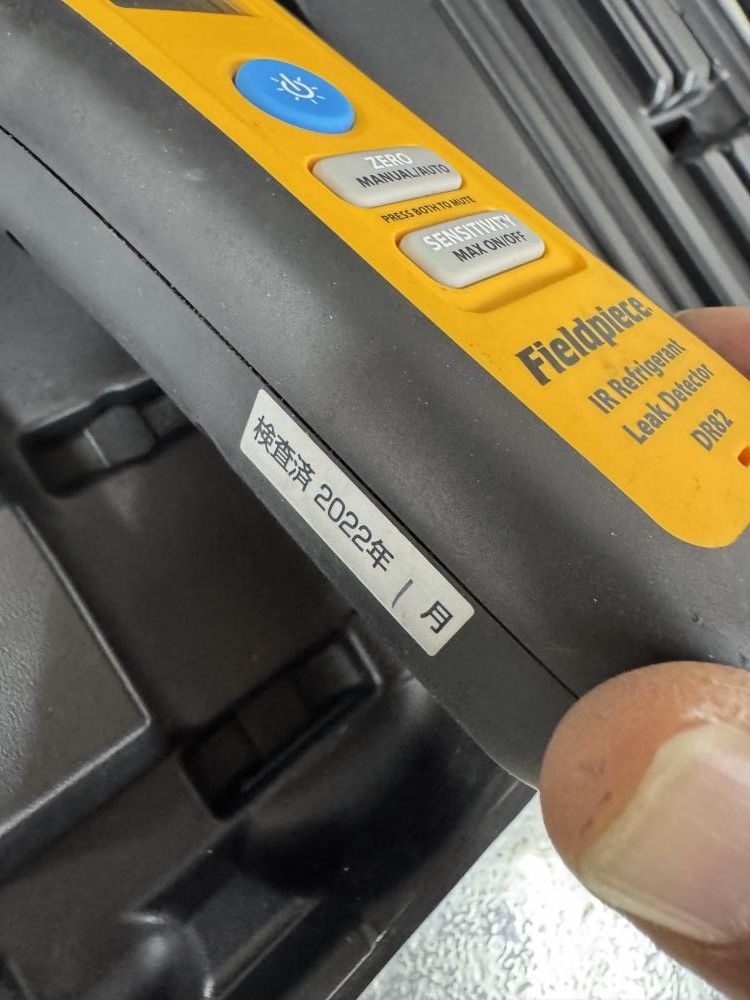 ZERO
MANUAL/AUTO
PRESS BOTH TO MUTE
SENSITIVITY
MAX ON/OFF
Fieldpiece
IR Refrigerant
Leak Detector
DR82
検査済 2022年 1 月